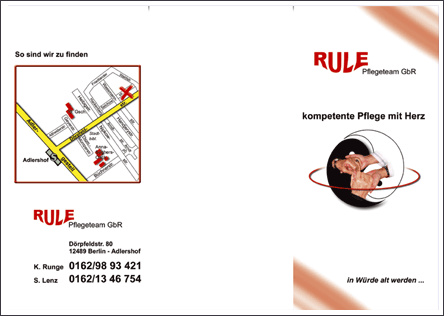 So sind wir zu finden
Adlershof
RULE
Pflegeteam GbR
Dörpfeldstr. 80
12489 Berlin - Adlershof
K. Runge 0162/98 93 421
S. Lenz 0162/13 46 754
RULE
Pflegeteam GbR
kompetente Pflege mit Herz
in Würde alt werden ...